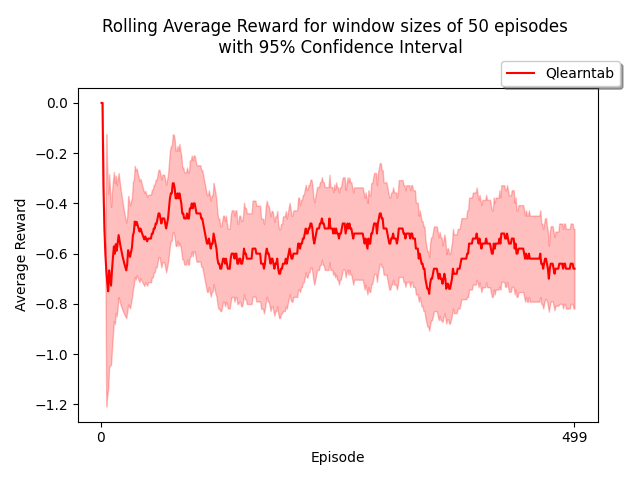 Rolling Average Reward for window sizes of 50 episodes
with 95% Confidence Interval
Qlearntab
0.0
−0.2
−0.4
−0.6
−0.8
−1.0
−1.2
Average Reward
0
499
Episode